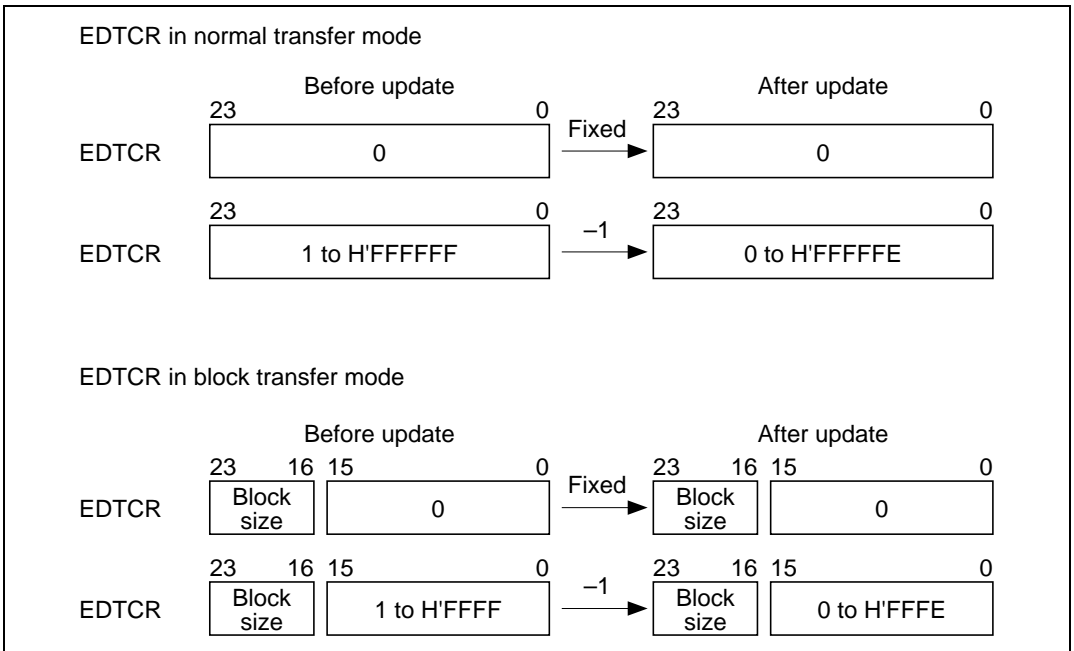 EDTCR in normal transfer mode
Before update After update
23 0 Fixed 23 0
EDTCR 0 0
23 0 –1 23 0
EDTCR 1 to H'FFFFFF 0 to H'FFFFFE
EDTCR in block transfer mode
Before update After update
23 16 15 0 Fixed 23 16 15 0
EDTCR Block size 0 Block size 0
23 16 15 0 –1 23 16 15 0
EDTCR Block size 1 to H'FFFF Block size 0 to H'FFFE